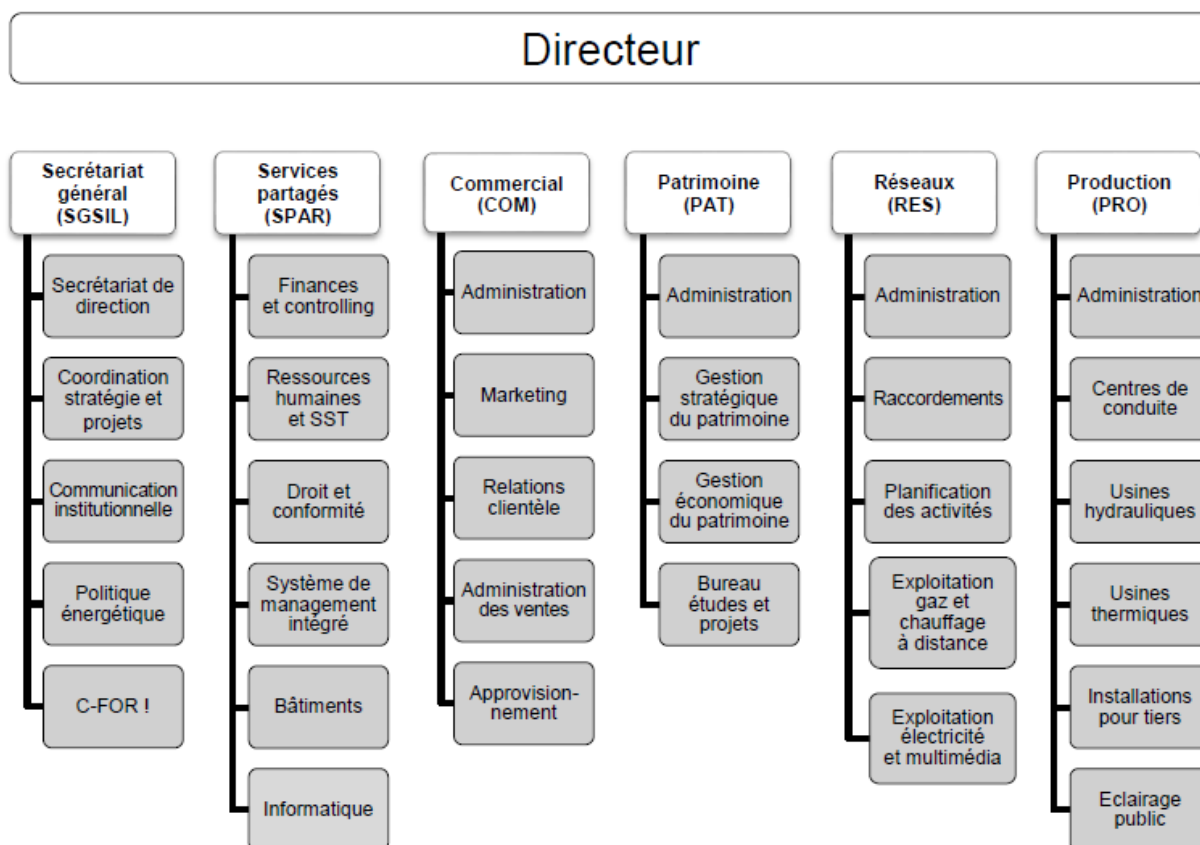 Directeur
Secrétariat
général
(SGSIL)
Secrétariat de
direction
Coordination
stratégie et
projets
Communication
institutionnelle
Politique
énergétique
C-FOR !
Services
partagés
(SPAR)
Finances
et controlling
Ressources
humaines
et SST
Droit et
conformité
Système de
management
intégré
Bâtiments
Informatique
Commercial
(COM)
Administration
Marketing
Relations
clientèle
Administration
des ventes
Approvision-
nement
Patrimoine
(PAT)
Administration
Gestion
stratégique
du patrimoine
Gestion
économique
du patrimoine
Bureau
études et
projets
Réseaux
(RES)
Administration
Raccordements
Planification
des activités
Exploitation
gaz et
chauffage
à distance
Exploitation
électricité
et multimédia
Production
(PRO)
Administration
Centres de
conduite
Usines
hydrauliques
Usines
thermiques
Installations
pour tiers
Eclairage
public